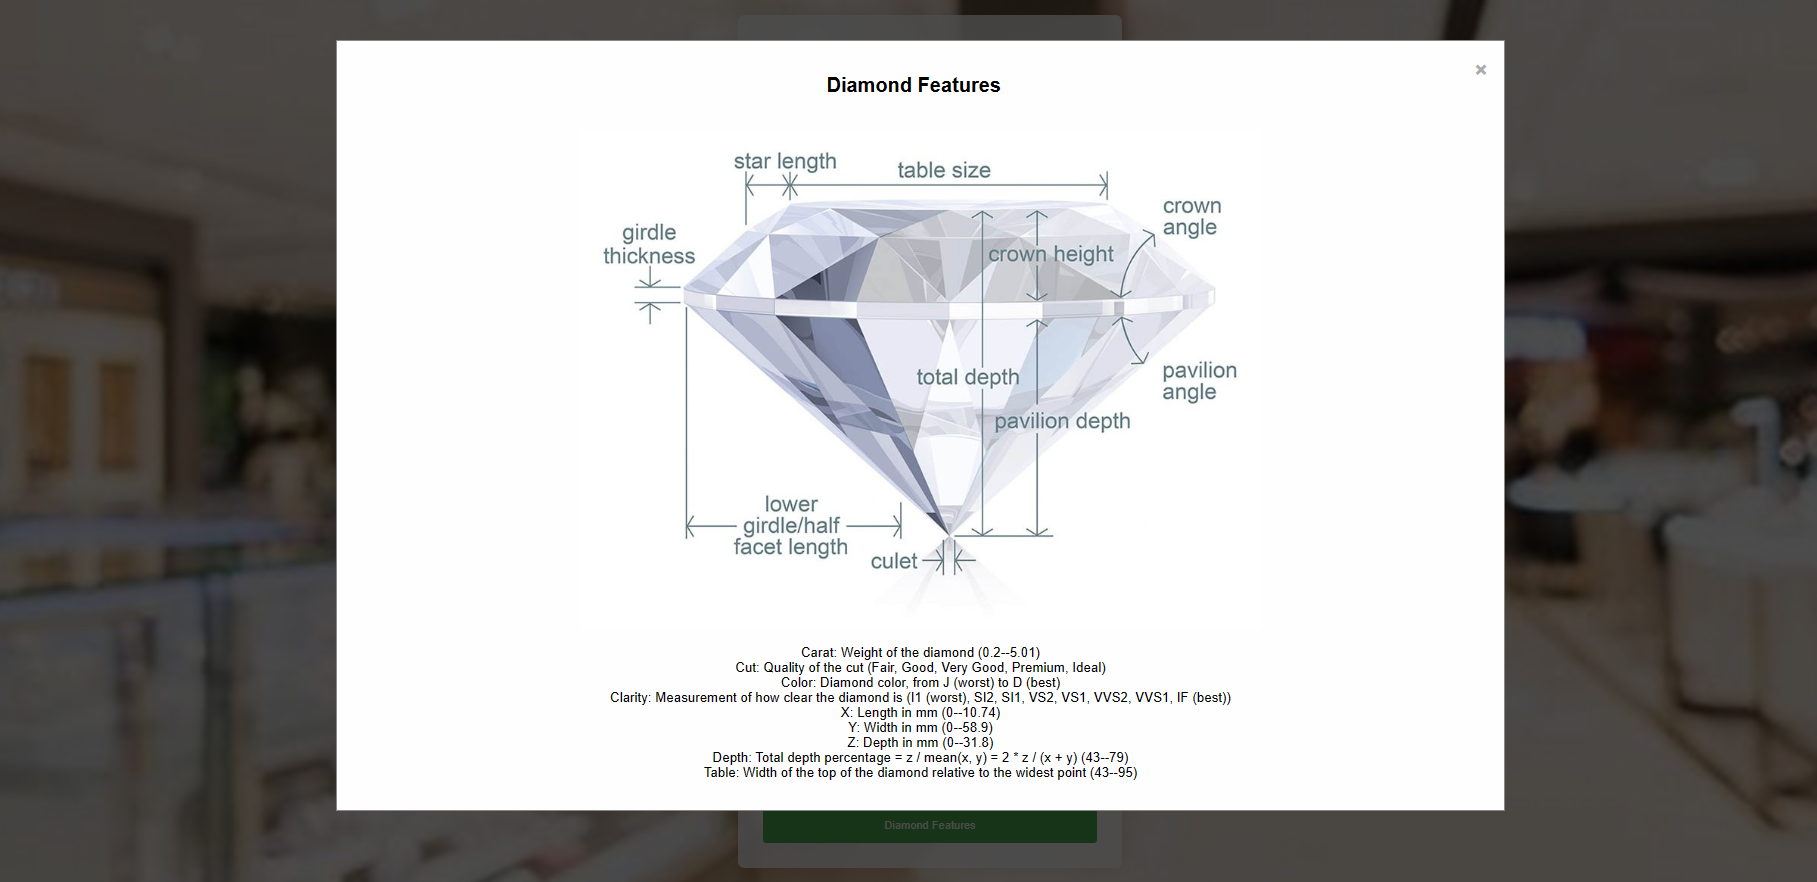 Diamond Features
×
star length
table size
crown
angle
girdle
thickness
crown height
total depth
pavilion
angle
pavilion depth
lower
girdle/half
facet length
culet
Carat: Weight of the diamond (0.2--5.01)
Cut: Quality of the cut (Fair, Good, Very Good, Premium, Ideal)
Color: Diamond color, from J (worst) to D (best)
Clarity: Measurement of how clear the diamond is (I1 (worst), SI2, SI1, VS2, VS1, VVS2, VVS1, IF (best))
X: Length in mm (0--10.74)
Y: Width in mm (0--58.9)
Z: Depth in mm (0--31.8)
Depth: Total depth percentage = z / mean(x, y) = 2 * z / (x + y) (43--79)
Table: Width of the top of the diamond relative to the widest point (43--95)
Diamond Features